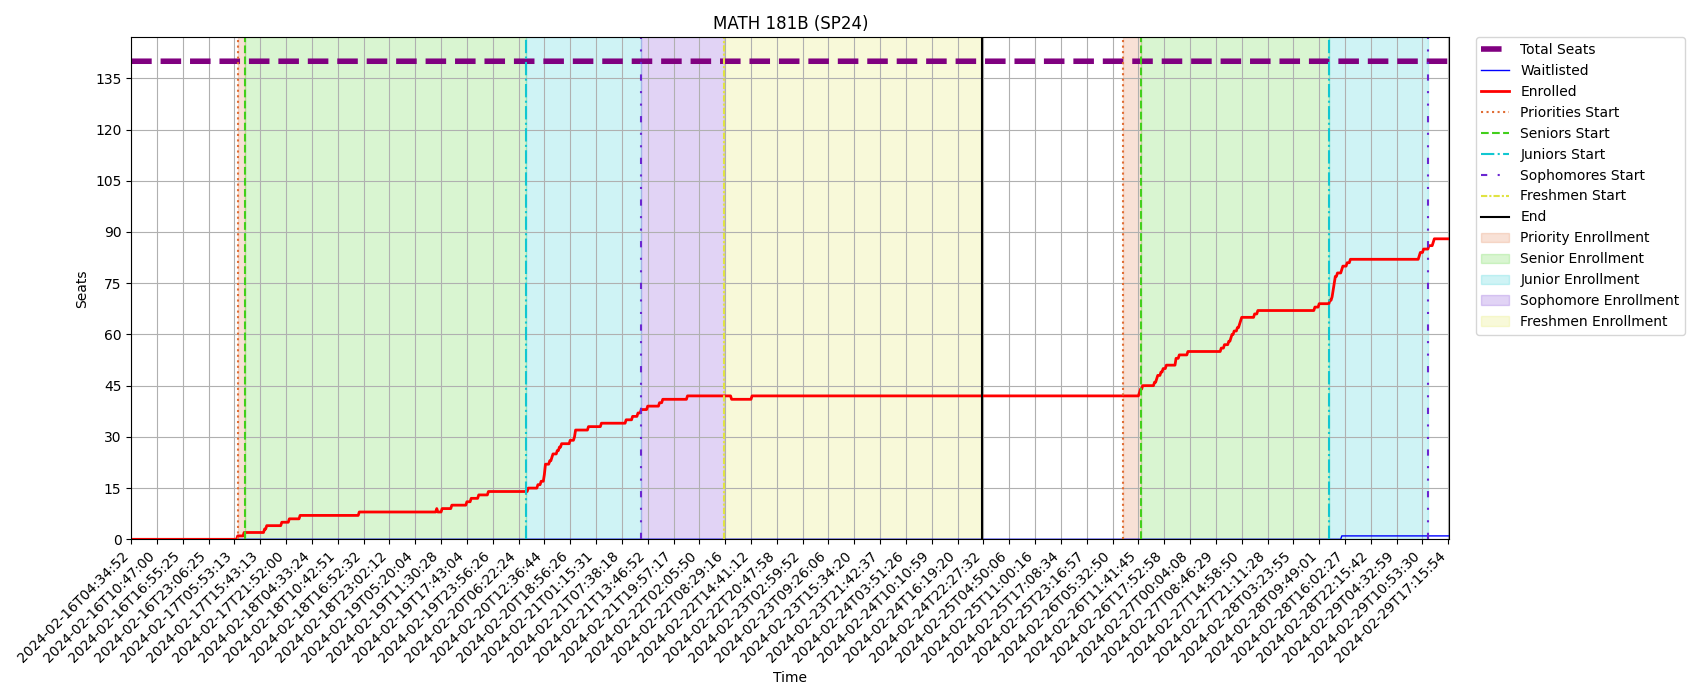 MATH 181B (SP24)
Seats
135
120
105
90
75
60
45
30
15
0
2024-02-16T04:34:52
2024-02-16T10:47:00
2024-02-16T16:55:25
2024-02-16T23:06:25
2024-02-17T05:53:13
2024-02-17T15:43:13
2024-02-17T21:52:00
2024-02-18T04:33:24
2024-02-18T10:42:51
2024-02-18T16:52:32
2024-02-18T23:02:12
2024-02-19T05:20:04
2024-02-19T11:30:28
2024-02-19T17:43:04
2024-02-19T23:56:26
2024-02-20T06:22:24
2024-02-20T12:36:44
2024-02-20T18:56:26
2024-02-21T01:15:31
2024-02-21T07:38:18
2024-02-21T13:46:52
2024-02-21T19:57:17
2024-02-22T02:05:50
2024-02-22T08:29:16
2024-02-22T14:41:12
2024-02-22T20:47:58
2024-02-23T02:59:52
2024-02-23T09:26:06
2024-02-23T15:34:20
2024-02-23T21:42:37
2024-02-24T03:51:26
2024-02-24T10:10:59
2024-02-24T16:19:20
2024-02-24T22:27:32
2024-02-25T04:50:06
2024-02-25T11:00:16
2024-02-25T17:08:34
2024-02-25T23:16:57
2024-02-26T05:32:50
2024-02-26T11:41:45
2024-02-26T17:52:58
2024-02-27T00:04:08
2024-02-27T08:46:29
2024-02-27T14:58:50
2024-02-27T21:11:28
2024-02-28T03:23:55
2024-02-28T09:49:01
2024-02-28T16:02:27
2024-02-28T22:15:42
2024-02-29T04:32:59
2024-02-29T10:53:30
2024-02-29T17:15:54
Time
Total Seats
Waitlisted
Enrolled
Priorities Start
Seniors Start
Juniors Start
Sophomores Start
Freshmen Start
End
Priority Enrollment
Senior Enrollment
Junior Enrollment
Sophomore Enrollment
Freshmen Enrollment